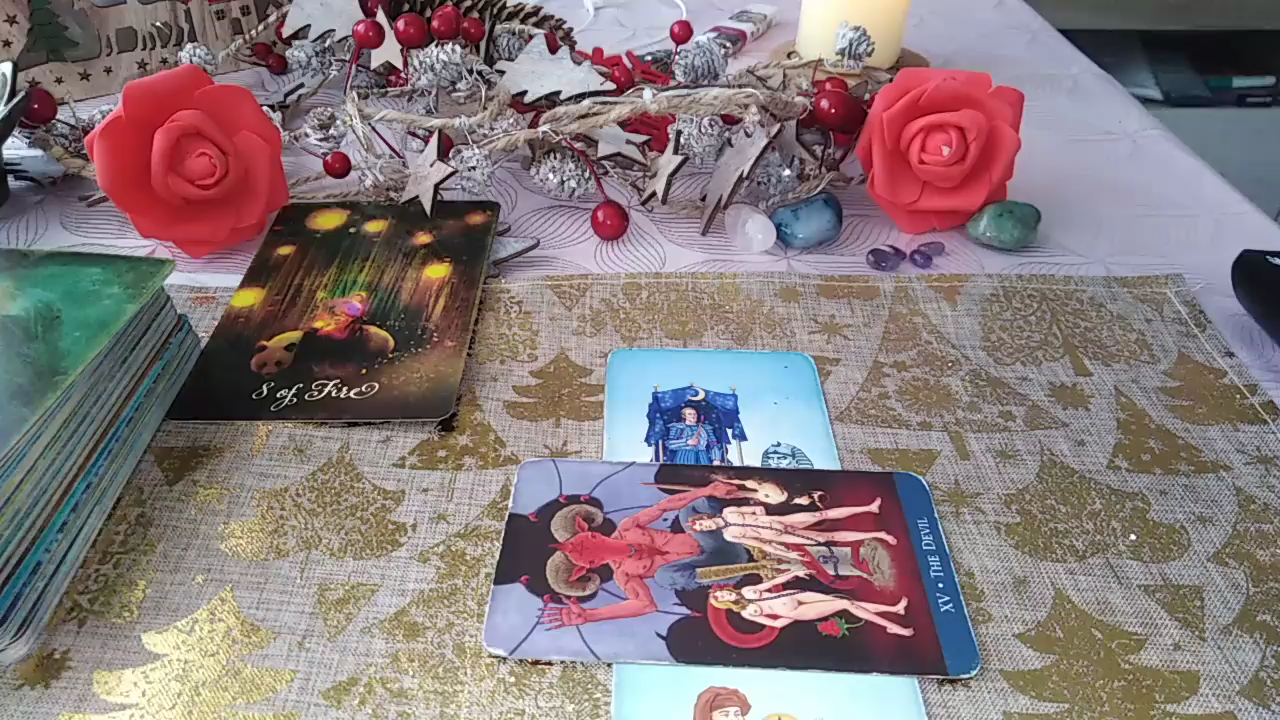 8 of Fire
XV • THE DEVIL